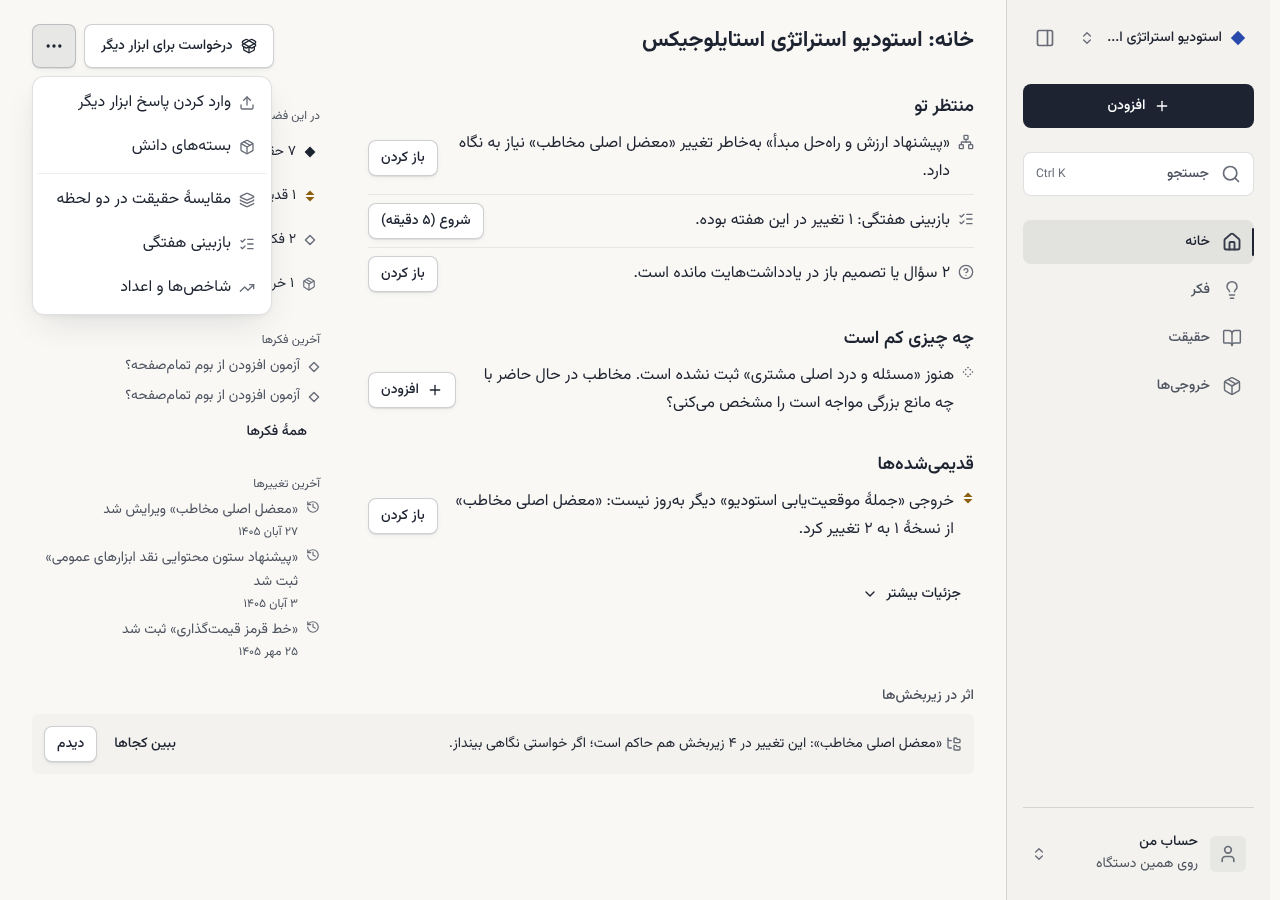 استودیو استراتژی ا...
افزودن
جستجو
Ctrl K
خانه
فکر
حقیقت
خروجی‌ها
حساب من
روی همین دستگاه
خانه: استودیو استراتژی استایلوجیکس
درخواست برای ابزار دیگر
وارد کردن پاسخ ابزار دیگر
بسته‌های دانش
مقایسهٔ حقیقت در دو لحظه
بازبینی هفتگی
شاخص‌ها و اعداد
منتظر تو
«پیشنهاد ارزش و راه‌حل مبدأ» به‌خاطر تغییر «معضل اصلی مخاطب» نیاز به نگاه
دارد.
باز کردن
بازبینی هفتگی: ۱ تغییر در این هفته بوده.
شروع (۵ دقیقه)
۲ سؤال یا تصمیم باز در یادداشت‌هایت مانده است.
باز کردن
چه چیزی کم است
هنوز «مسئله و درد اصلی مشتری» ثبت نشده است. مخاطب در حال حاضر با
چه مانع بزرگی مواجه است را مشخص می‌کنی؟
افزودن
قدیمی‌شده‌ها
خروجی «جملهٔ موقعیت‌یابی استودیو» دیگر به‌روز نیست: «معضل اصلی مخاطب»
از نسخهٔ ۱ به ۲ تغییر کرد.
باز کردن
جزئیات بیشتر
در این
۷
۱
۲
۱
آخرین فکرها
آزمون افزودن از بوم تمام‌صفحه؟
آزمون افزودن از بوم تمام‌صفحه؟
همهٔ فکرها
آخرین تغییرها
«معضل اصلی مخاطب» ویرایش شد
۲۷ آبان ۱۴۰۵
«پیشنهاد ستون محتوایی نقد ابزارهای عمومی»
ثبت شد
۳ آبان ۱۴۰۵
«خط قرمز قیمت‌گذاری» ثبت شد
۲۵ مهر ۱۴۰۵
اثر در زیربخش‌ها
«معضل اصلی مخاطب»: این تغییر در ۴ زیربخش هم حاکم است؛ اگر خواستی نگاهی بینداز.
ببین کجاها
دیدم